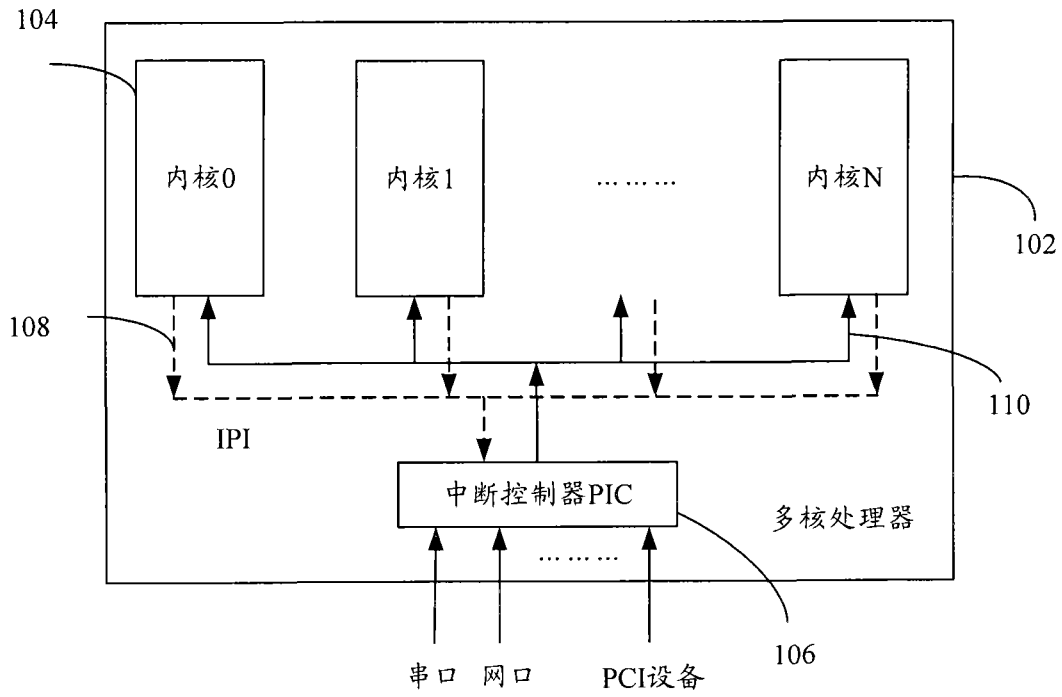 104
内核0
内核1
………
内核N
102
108
110
IPI
中断控制器PIC
多核处理器
………
106
串口
网口
PCI设备